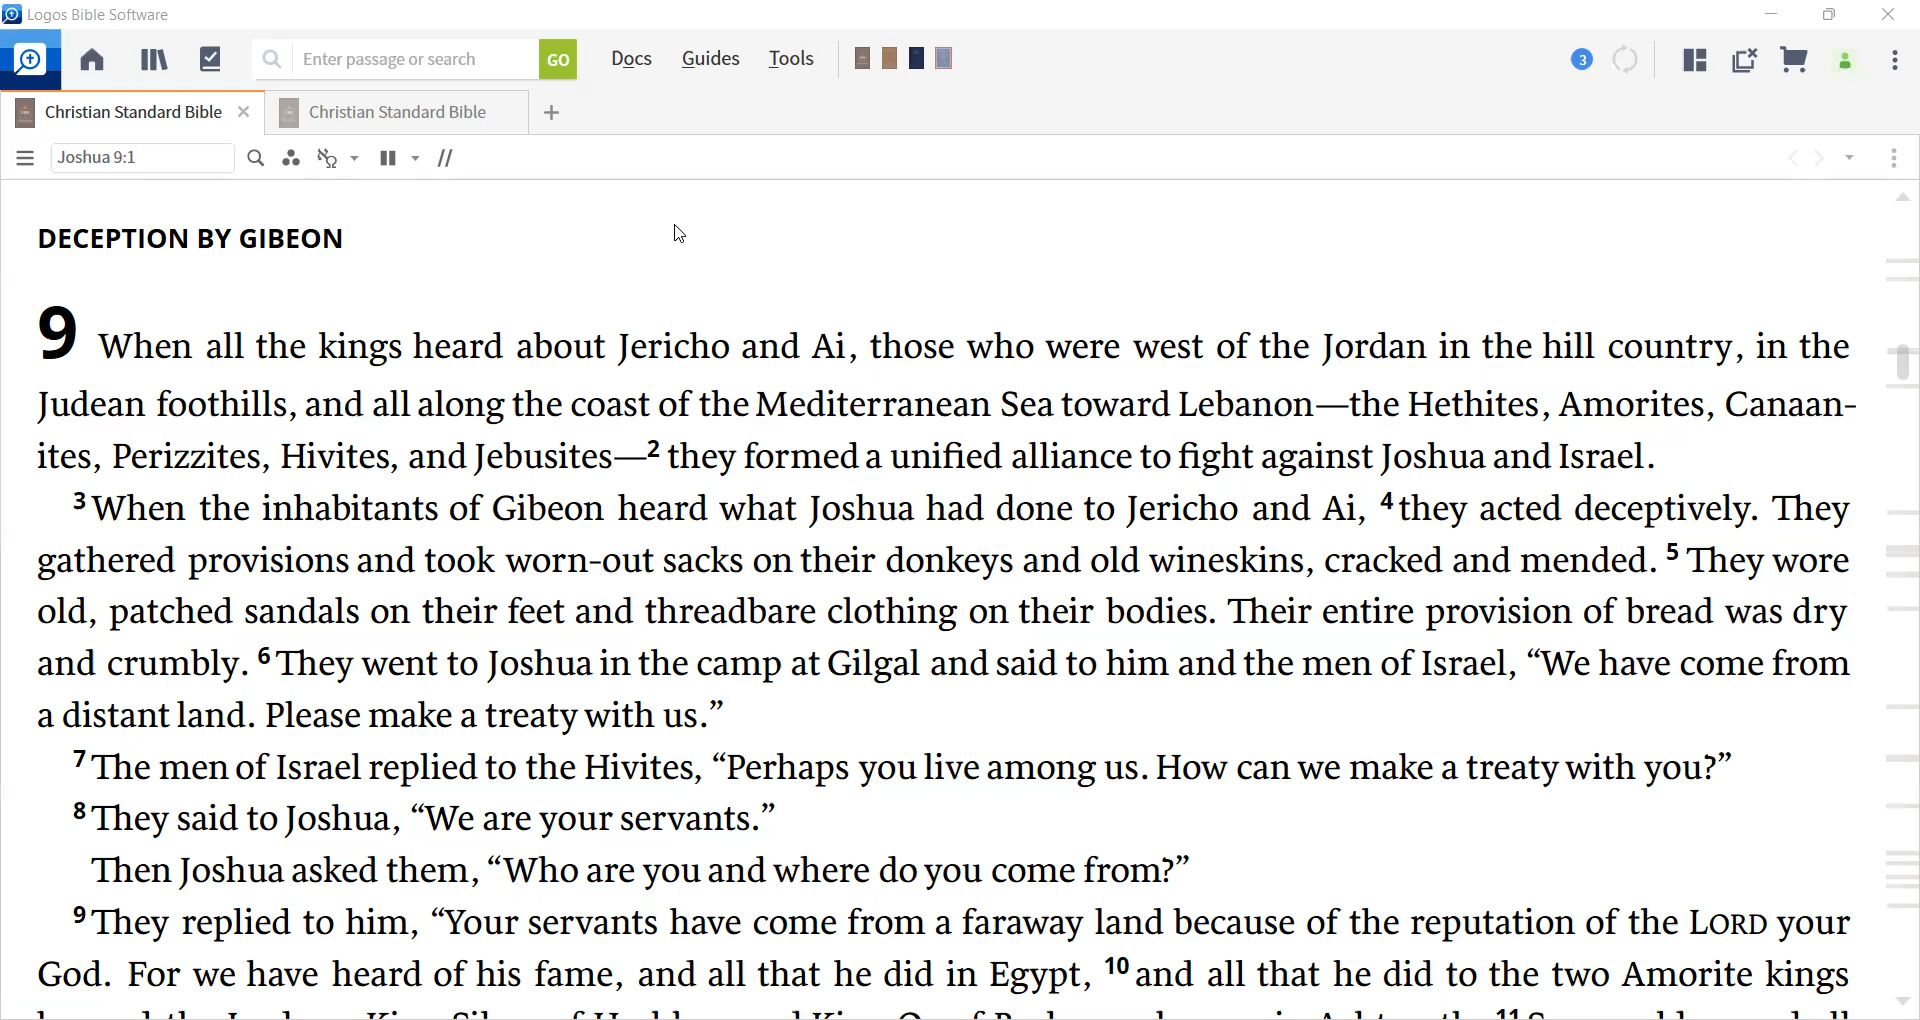 Logos Bible Software
Enter passage or search
GO
Docs
Guides
Tools
3
Christian Standard Bible
Christian Standard Bible
Joshua 9:1
DECEPTION BY GIBEON
9 When all the kings heard about Jericho and Ai, those who were west of the Jordan in the hill country, in the
Judean foothills, and all along the coast of the Mediterranean Sea toward Lebanon—the Hethites, Amorites, Canaan-
ites, Perizzites, Hivites, and Jebusites—2 they formed a unified alliance to fight against Joshua and Israel.
3 When the inhabitants of Gibeon heard what Joshua had done to Jericho and Ai, 4 they acted deceptively. They
gathered provisions and took worn-out sacks on their donkeys and old wineskins, cracked and mended. 5 They wore
old, patched sandals on their feet and threadbare clothing on their bodies. Their entire provision of bread was dry
and crumbly. 6 They went to Joshua in the camp at Gilgal and said to him and the men of Israel, “We have come from
a distant land. Please make a treaty with us.”
7 The men of Israel replied to the Hivites, “Perhaps you live among us. How can we make a treaty with you?”
8 They said to Joshua, “We are your servants.”
Then Joshua asked them, “Who are you and where do you come from?”
9 They replied to him, “Your servants have come from a faraway land because of the reputation of the LORD your
God. For we have heard of his fame, and all that he did in Egypt, 10 and all that he did to the two Amorite kings